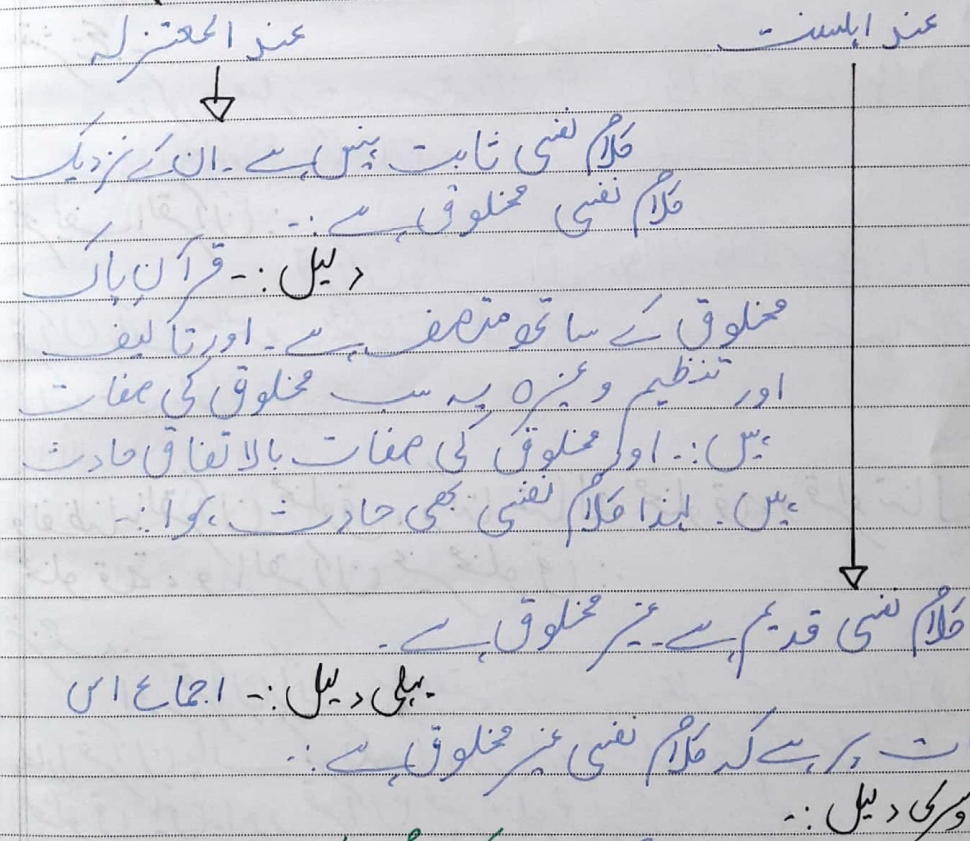 عند اہلسنت
عند المعتزلہ
کلام نفسی ثابت نہیں ہے۔ ان کے نزدیک
کلام نفسی مخلوق ہے :۔
دلیل :۔ قرآن پاک
مخلوق کے ساتھ متصف ہے۔ اور تالیف
اور تنظیم وغیرہ یہ سب مخلوق کی صفات
ہیں :۔ اور مخلوق کی صفات بالاتفاق حادث
ہیں۔ لہذا کلام نفسی بھی حادث ہوا :۔
کلام نفسی قدیم ہے۔ غیر مخلوق ہے۔
پہلی دلیل :۔ اجماع اس
ات پر ہے کہ کلام نفسی غیر مخلوق ہے :۔
وسری دلیل :۔